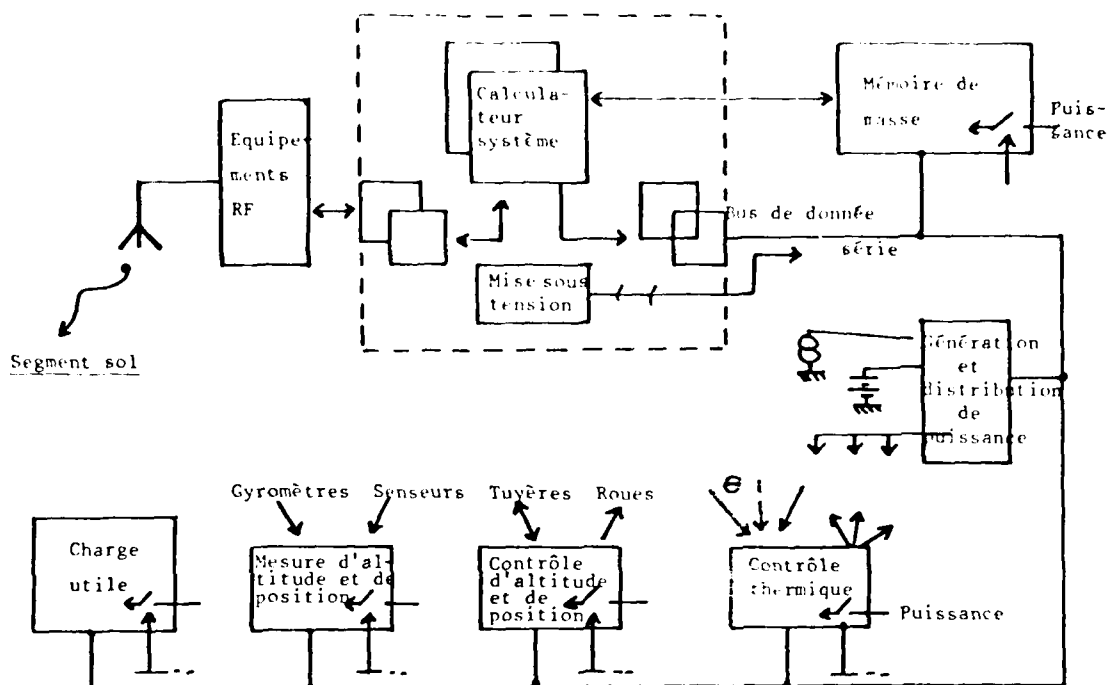 Calcula-
teur
système
Mémoire de
masse
Puis-
sance
Equipe-
ments
RF
Bus de donnée
série
Mise sous
tension
Segment sol
Génération
et
distribution
de
puissance
Gyromètres Senseurs Tuyères Roues
Θ
Charge
utile
Mesure d'al-
titude et de
position
Contrôle
d'altitude
et de
position
Contrôle
thermique
Puissance